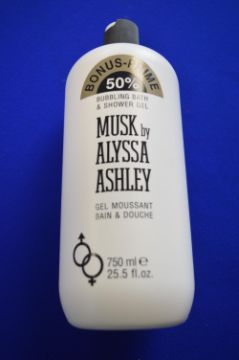 BONUS-PRIME
50%
BUBBLING BATH
& SHOWER GEL
MUSK by
ALYSSA
ASHLEY
GEL MOUSSANT
BAIN & DOUCHE
750 ml e
25.5 fl.oz.